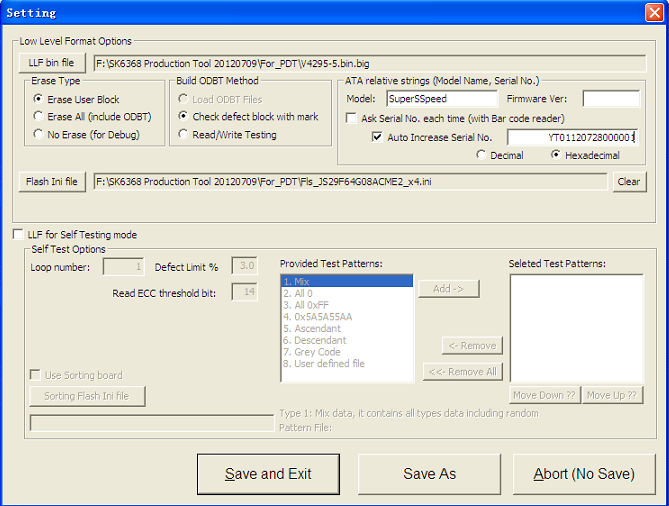 Setting
Low Level Format Options
LLF bin file
F:\SK6368 Production Tool 20120709\For_PDT\V4295-5.bin.big
Erase Type
Erase User Block
Erase All (include ODBT)
No Erase (for Debug)
Build ODBT Method
Load ODBT Files
Check defect block with mark
Read/Write Testing
ATA relative strings (Model Name, Serial No.)
Model: SuperSSpeed Firmware Ver:
Ask Serial No. each time (with Bar code reader)
Auto Increase Serial No. YT01120728000001
Decimal Hexadecimal
Flash Ini file
F:\SK6368 Production Tool 20120709\For_PDT\Fls_JS29F64G08ACME2_x4.ini
Clear
LLF for Self Testing mode
Self Test Options
Loop number: 1 Defect Limit % 3.0
Read ECC threshold bit: 14
Use Sorting board
Sorting Flash Ini file
Provided Test Patterns:
1. Mix
2. All 0
3. All 0xFF
4. 0x5A5A55AA
5. Ascendant
6. Descendant
7. Grey Code
8. User defined file
Add ->
<- Remove
<<- Remove All
Seleted Test Patterns:
Move Down ?? Move Up ??
Type 1: Mix data, it contains all types data including random
Pattern File:
Save and Exit
Save As
Abort (No Save)